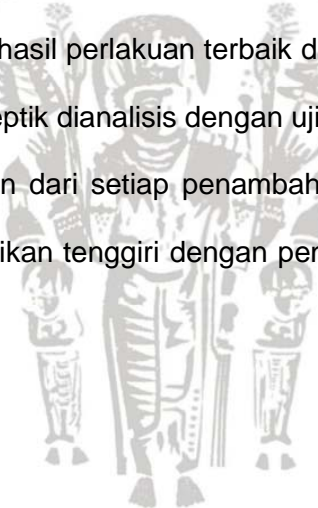 hasil perlakuan terbaik
eptik dianalisis dengan uji
n dari setiap penambah
ikan tenggiri dengan per